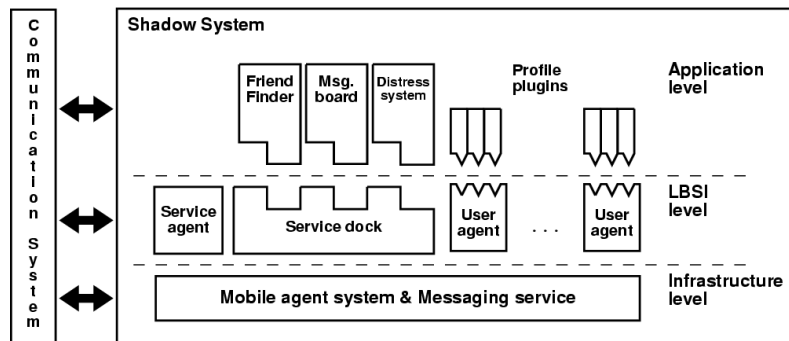 Communication System
Shadow System
Friend
Finder
Msg.
board
Distress
system
Profile
plugins
Application
level
Service
agent
Service dock
User
agent
. . .
User
agent
LBSI
level
Mobile agent system & Messaging service
Infrastructure
level